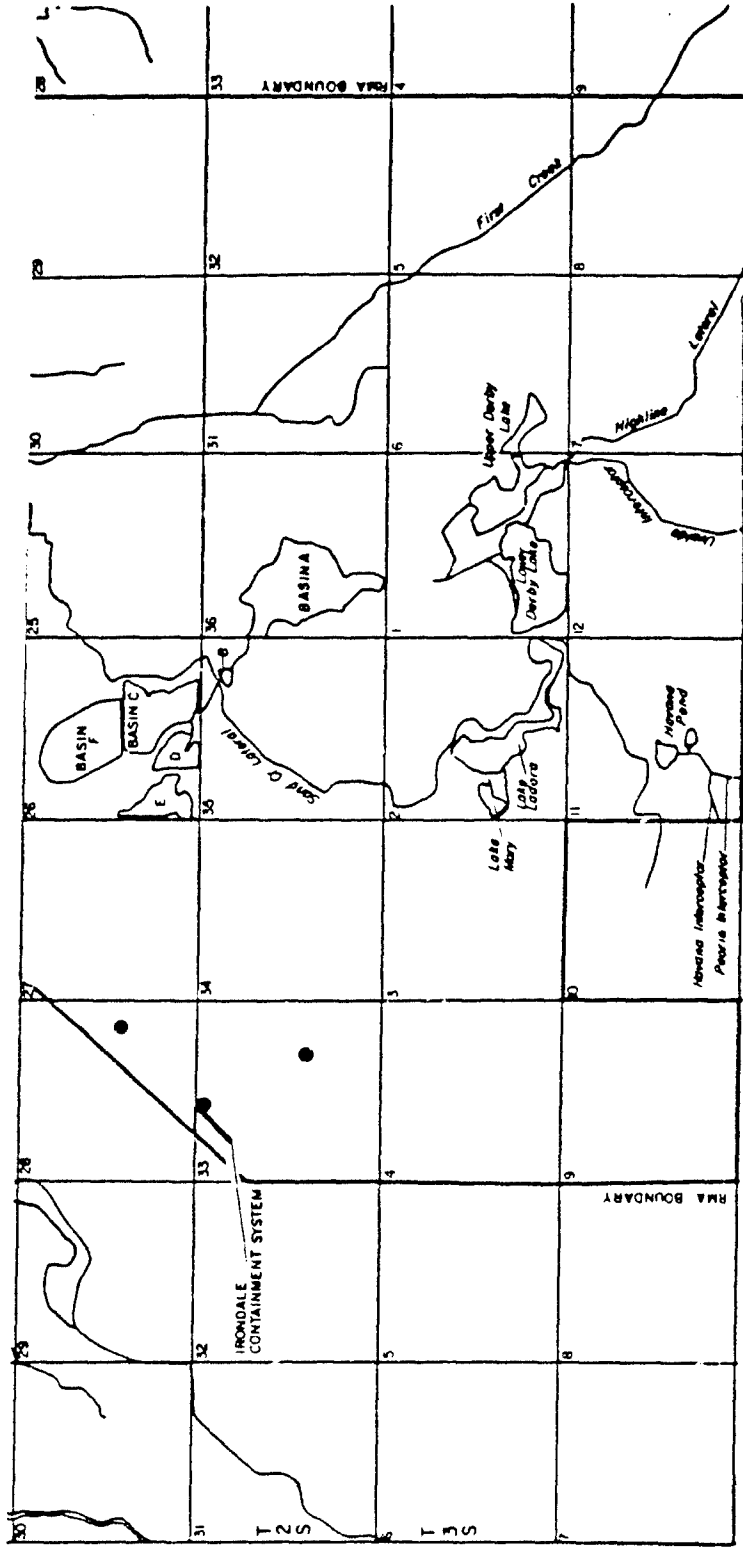 30
29
28
27
26
25
30
29
28
BASIN
F
BASIN C
E
D
31
32
33
34
35
36
31
32
33
B
IRONDALE
CONTAINMENT SYSTEM
BASIN A
T
2
S
Sand Ck Lateral
RMA BOUNDARY
6
5
4
3
2
1
6
5
4
T
3
S
First Creek
Lake
Mary
Lake
Ladora
Lower
Derby Lake
Upper Derby
Lake
7
8
9
10
11
12
7
8
9
RMA BOUNDARY
Havana
Pond
Havana Interceptor
Peoria Interceptor
Uvalda Interceptor
Highline Lateral